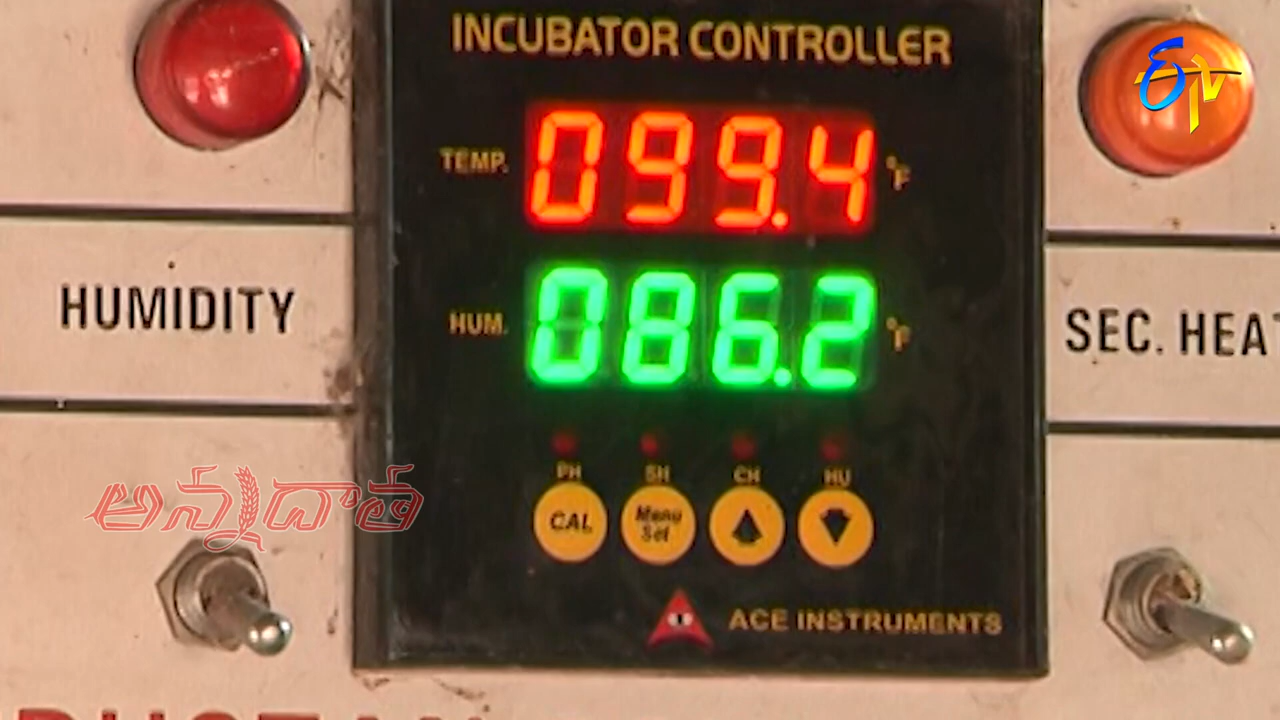 INCUBATOR CONTROLLER
ETV
TEMP. 099.4 °F
HUMIDITY
HUM. 086.2 °F
SEC. HEAT
PH SH CH HU
CAL Menu Set
అన్నదాత
ACE INSTRUMENTS